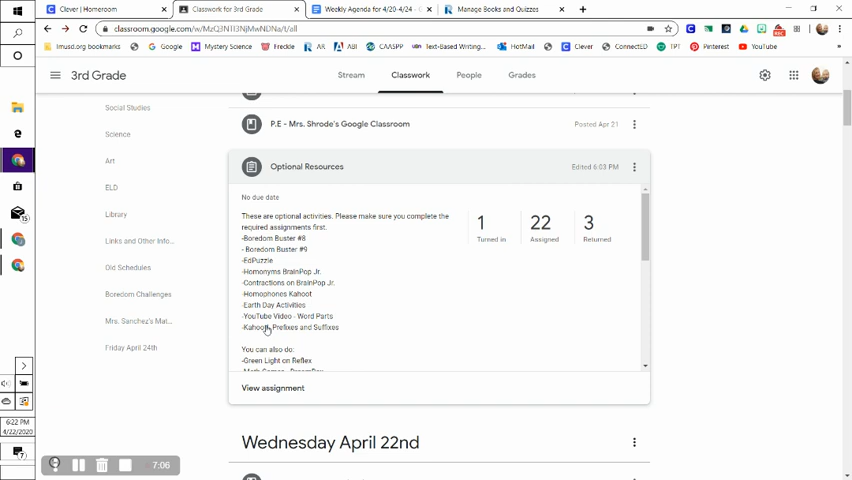 Clever | Homeroom
Classwork for 3rd Grade
Weekly Agenda for 4/20-4/24 -
Manage Books and Quizzes
classroom.google.com/w/MzQ3NTI3NjMwNDNa/t/all
lmusd.org bookmarks
Google
Mystery Science
Freckle
AR
ABI
CAASPP
Text-Based Writing...
HotMail
Clever
ConnectED
TPT
Pinterest
YouTube
3rd Grade
Stream
Classwork
People
Grades
Social Studies
Science
Art
ELD
Library
Links and Other Info...
Old Schedules
Boredom Challenges
Mrs. Sanchez's Mat...
Friday April 24th
P.E - Mrs. Shrode's Google Classroom
Posted Apr 21
Optional Resources
Edited 6:03 PM
No due date
These are optional activities. Please make sure you complete the
required assignments first.
-Boredom Buster #8
- Boredom Buster #9
-EdPuzzle
-Homonyms BrainPop Jr.
-Contractions on BrainPop Jr.
-Homophones Kahoot
-Earth Day Activities
-YouTube Video - Word Parts
-Kahoot- Prefixes and Suffixes
You can also do:
-Green Light on Reflex
1
Turned in
22
Assigned
3
Returned
View assignment
Wednesday April 22nd
6:22 PM
4/22/2020
7:06